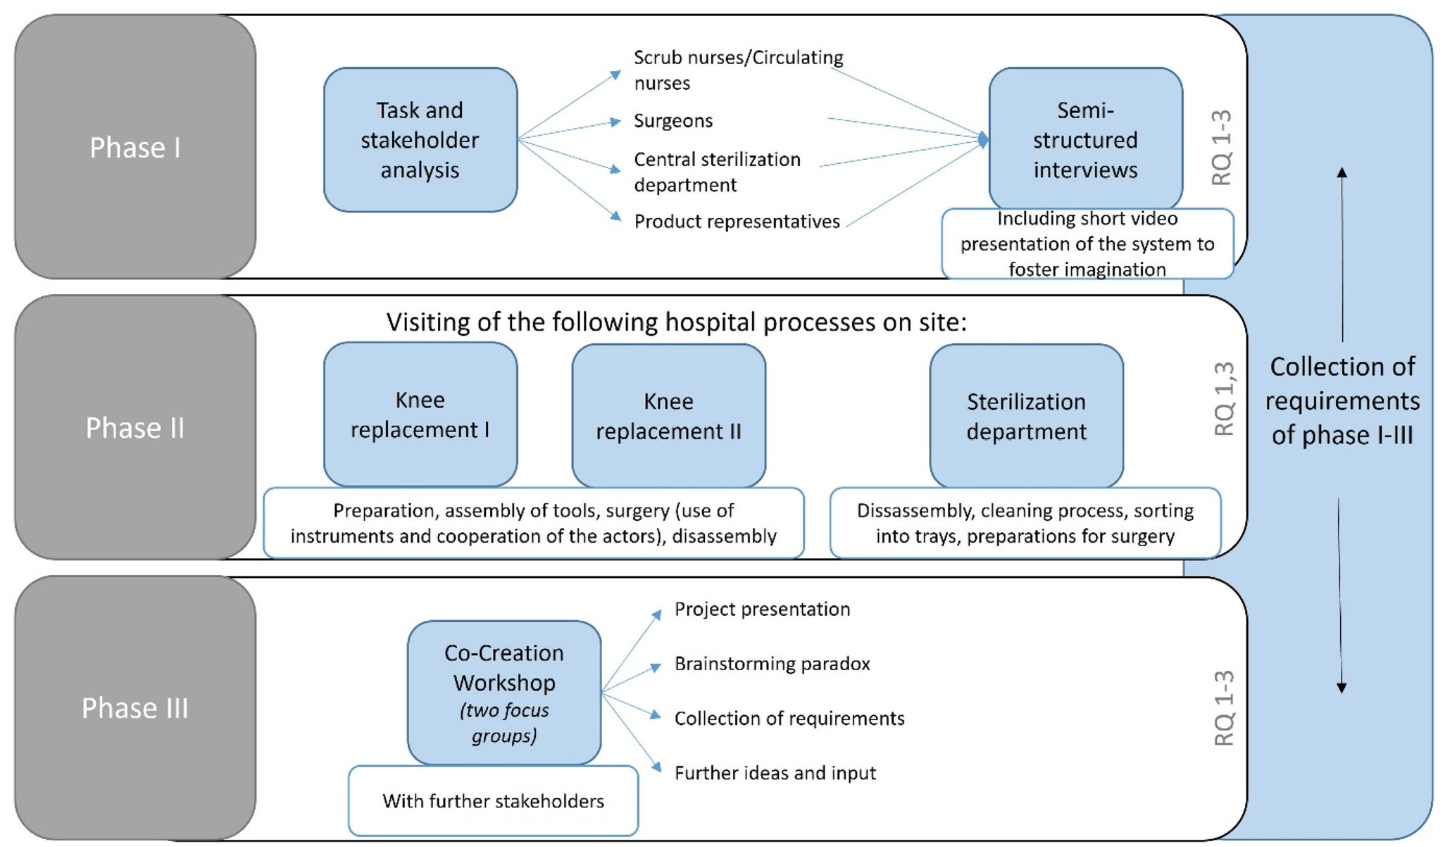 Phase I
Task and
stakeholder
analysis
Scrub nurses/Circulating
nurses
Surgeons
Central sterilization
department
Product representatives
Semi-
structured
interviews
Including short video
presentation of the system to
foster imagination
RQ 1-3
Phase II
Visiting of the following hospital processes on site:
Knee
replacement I
Knee
replacement II
Sterilization
department
Preparation, assembly of tools, surgery (use of
instruments and cooperation of the actors), disassembly
Dissassembly, cleaning process, sorting
into trays, preparations for surgery
RQ 1,3
Phase III
Co-Creation
Workshop
(two focus
groups)
With further stakeholders
Project presentation
Brainstorming paradox
Collection of requirements
Further ideas and input
RQ 1-3
Collection of
requirements
of phase I-III